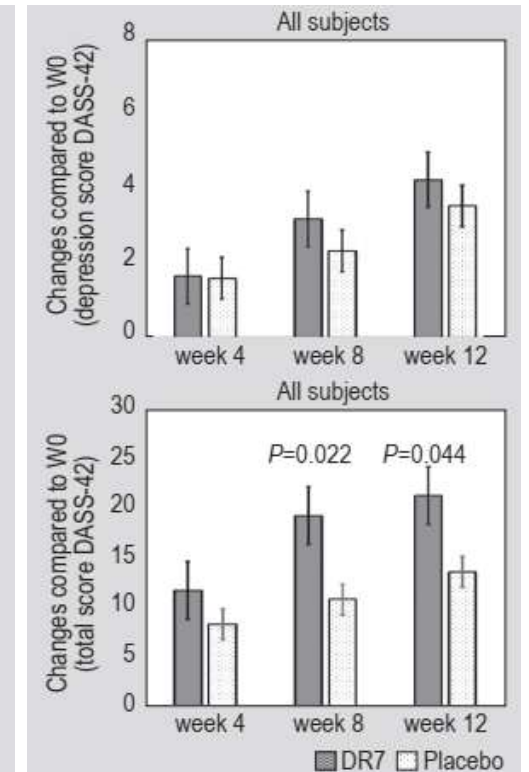 All subjects
Changes compared to W0
(depression score DASS-42)
8
6
4
2
0
week 4 week 8 week 12
All subjects
Changes compared to W0
(total score DASS-42)
30
25
20
15
10
5
0
P=0.022 P=0.044
week 4 week 8 week 12
DR7 Placebo